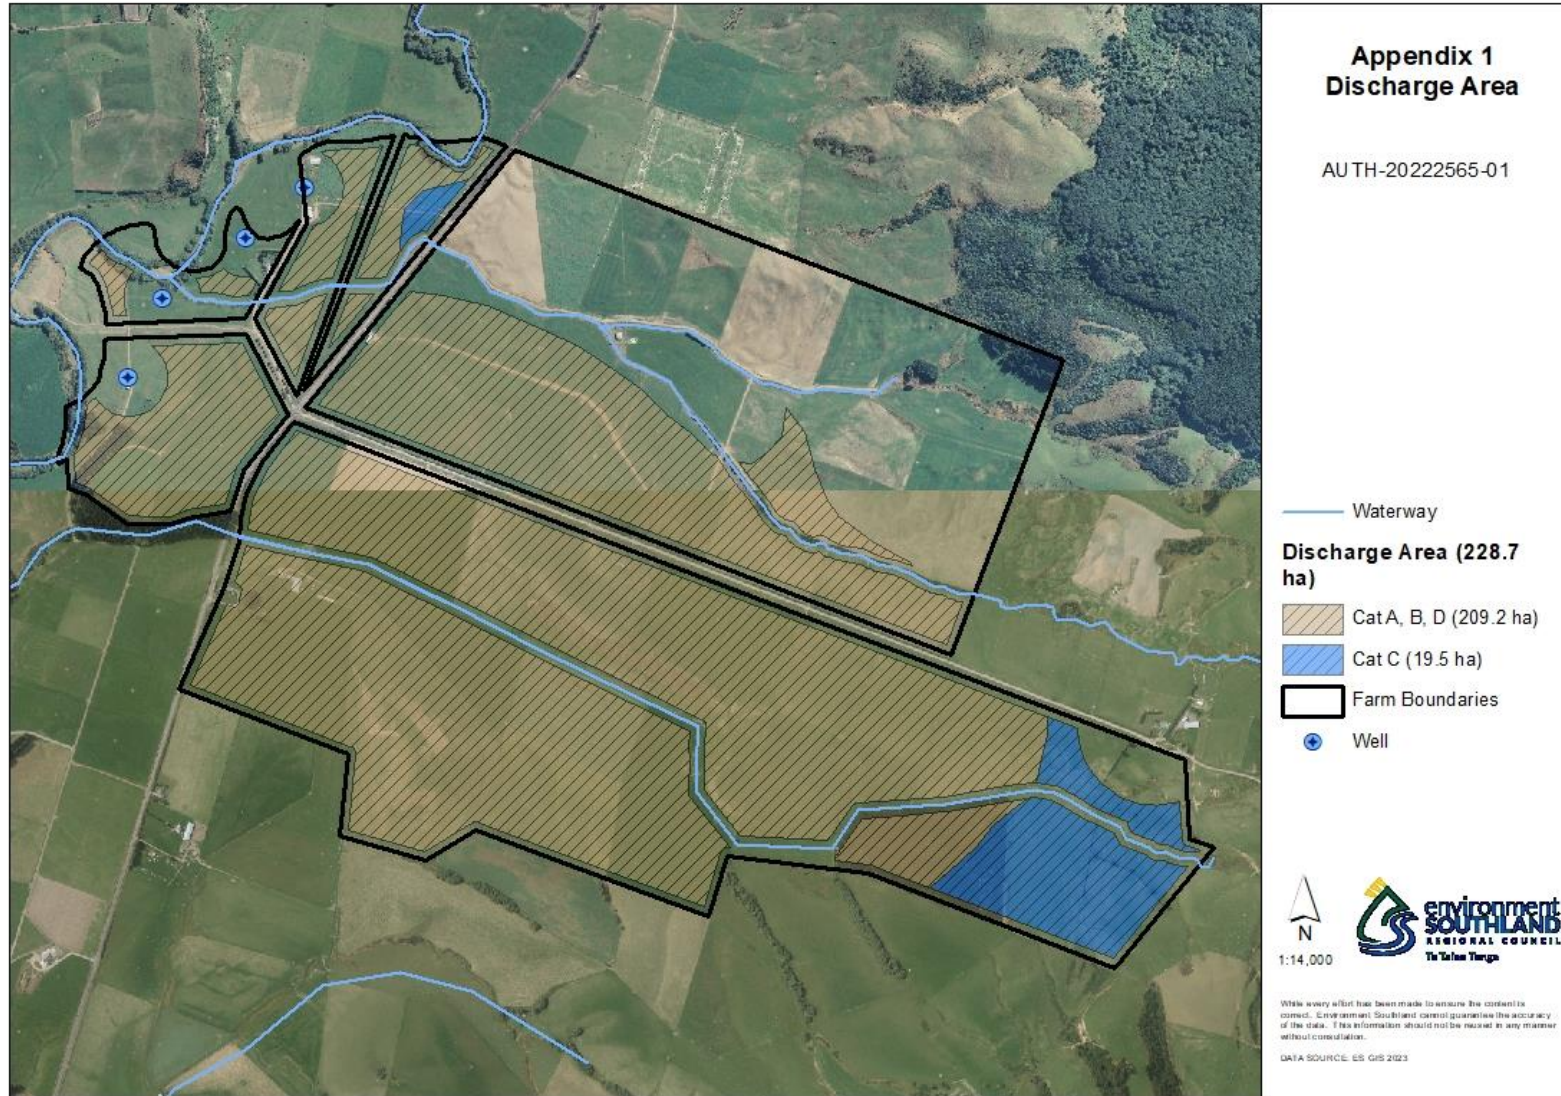 Appendix 1
Discharge Area
AUTH-20222565-01
Waterway
Discharge Area (228.7
ha)
Cat A, B, D (209.2 ha)
Cat C (19.5 ha)
Farm Boundaries
Well
N
1:14,000
environment
SOUTHLAND
REGIONAL COUNCIL
Te Taiao Tonga
While every effort has been made to ensure the content is
correct, Environment Southland cannot guarantee the accuracy
of the data. This information should not be reused in any manner
without consultation.
DATA SOURCE: ES GIS 2023